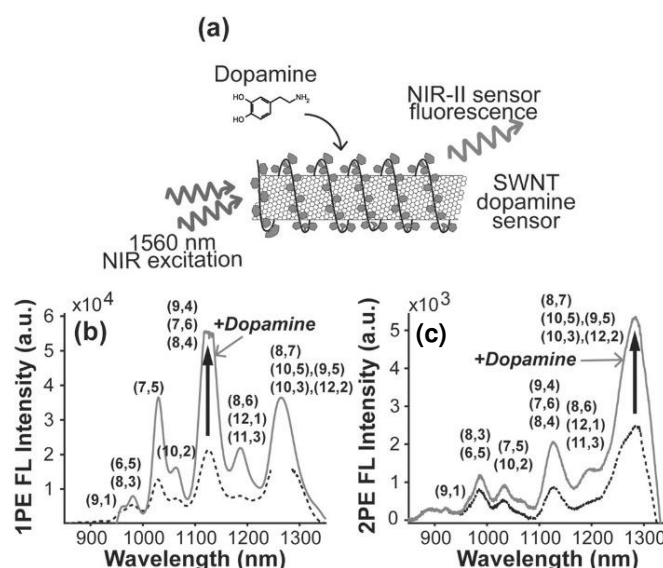 (a)
Dopamine
HO
HO
NH₂
NIR-II sensor
fluorescence
SWNT
dopamine
sensor
1560 nm
NIR excitation
(b)
x10⁴
1PE FL Intensity (a.u.)
6
5
4
3
2
1
(9,1)
(6,5)
(8,3)
(7,5)
(10,2)
(9,4)
(7,6)
(8,4)
+Dopamine
(8,6)
(12,1)
(11,3)
(8,7)
(10,5),(9,5)
(10,3),(12,2)
900 1000 1100 1200 1300
Wavelength (nm)
(c)
x10³
2PE FL Intensity (a.u.)
5
4
3
2
1
0
(9,1)
(8,3)
(6,5)
(7,5)
(10,2)
(9,4)
(7,6)
(8,4)
(8,6)
(12,1)
(11,3)
+Dopamine
(8,7)
(10,5),(9,5)
(10,3),(12,2)
900 1000 1100 1200 1300
Wavelength (nm)